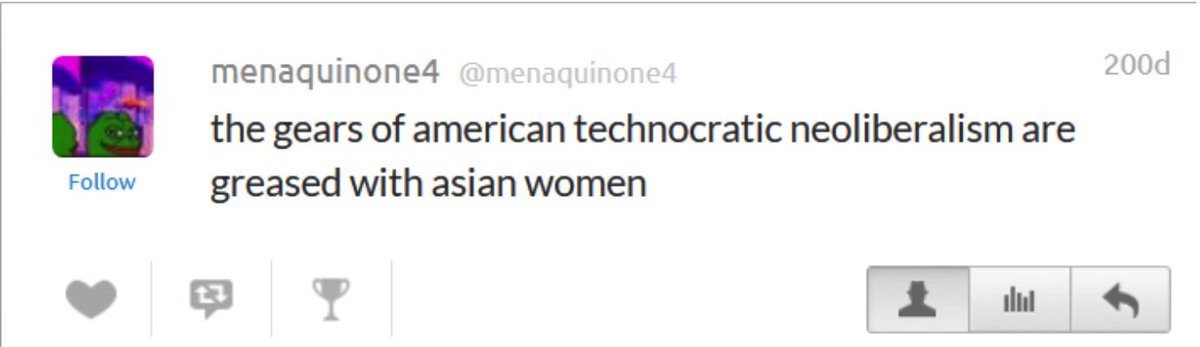 menaquinone4 @menaquinone4 200d
the gears of american technocratic neoliberalism are
greased with asian women
Follow